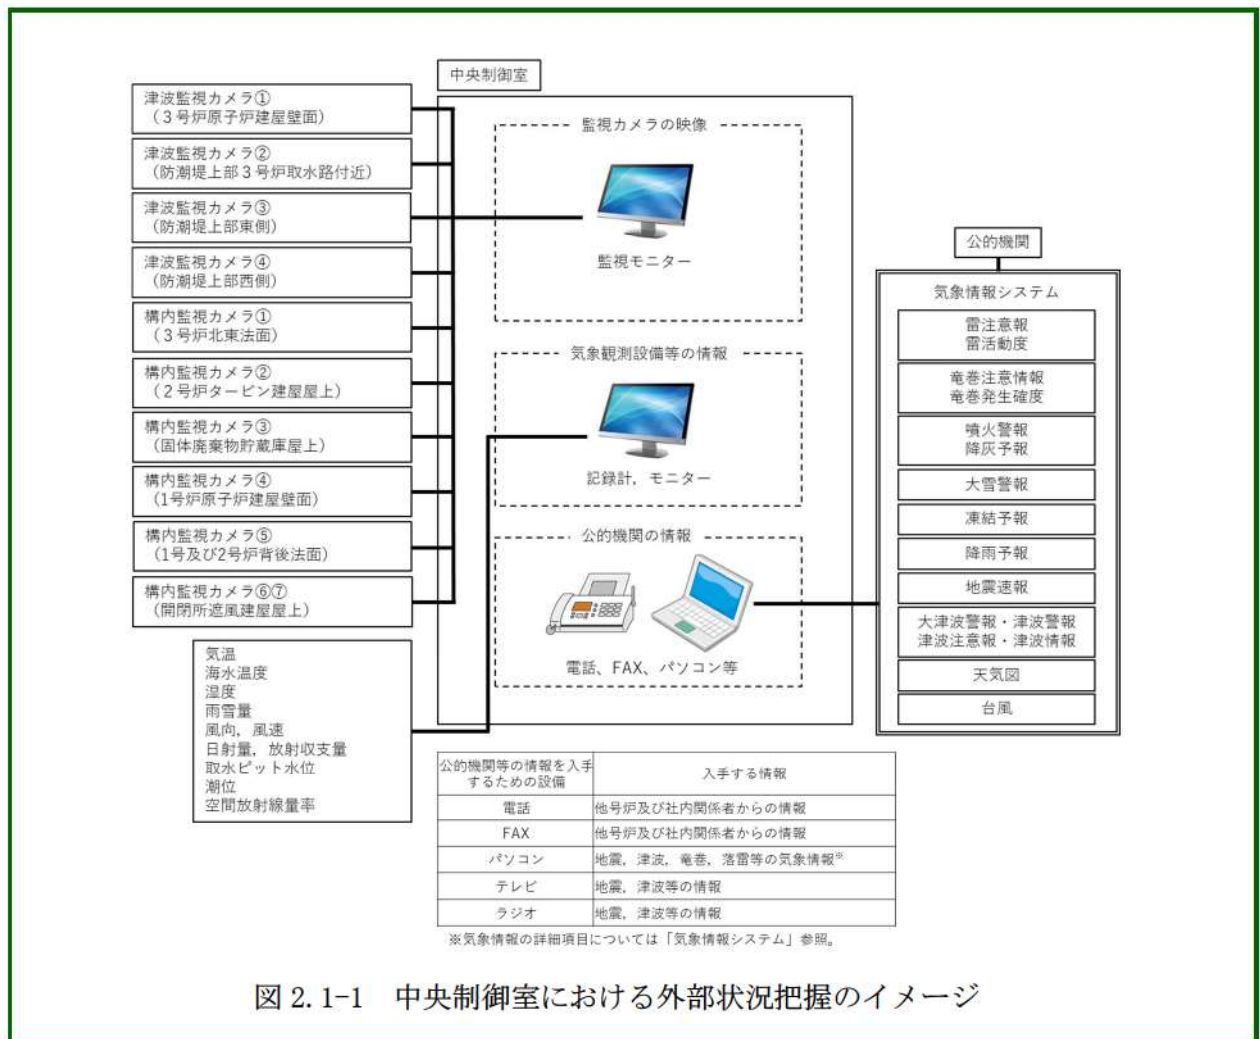 中央制御室
津波監視カメラ①
(3号炉原子炉建屋壁面)
津波監視カメラ②
(防潮堤上部3号炉取水路付近)
津波監視カメラ③
(防潮堤上部東側)
津波監視カメラ④
(防潮堤上部西側)
構内監視カメラ①
(3号炉北東法面)
構内監視カメラ②
(2号炉タービン建屋屋上)
構内監視カメラ③
(固体廃棄物貯蔵庫屋上)
構内監視カメラ④
(1号炉原子炉建屋壁面)
構内監視カメラ⑤
(1号及び2号炉背後法面)
構内監視カメラ⑥⑦
(開閉所遮風建屋屋上)
気温
海水温度
湿度
雨雪量
風向，風速
日射量，放射収支量
取水ピット水位
潮位
空間放射線量率
監視カメラの映像
監視モニター
気象観測設備等の情報
記録計，モニター
公的機関の情報
電話、FAX、パソコン等
公的機関
気象情報システム
雷注意報
雷活動度
竜巻注意情報
竜巻発生確度
噴火警報
降灰予報
大雪警報
凍結予報
降雨予報
地震速報
大津波警報・津波警報
津波注意報・津波情報
天気図
台風
公的機関等の情報を入手
するための設備
入手する情報
電話
他号炉及び社内関係者からの情報
FAX
他号炉及び社内関係者からの情報
パソコン
地震，津波，竜巻，落雷等の気象情報※
テレビ
地震，津波等の情報
ラジオ
地震，津波等の情報
※気象情報の詳細項目については「気象情報システム」参照。
図 2.1-1 中央制御室における外部状況把握のイメージ